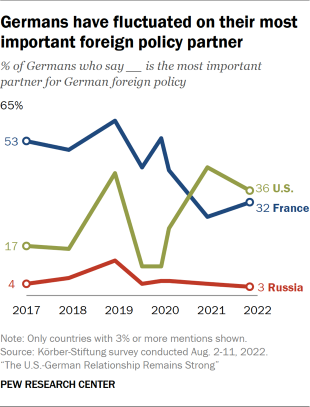 Germans have fluctuated on their most
important foreign policy partner
% of Germans who say __ is the most important
partner for German foreign policy
65%
53
17
4
36 U.S.
32 France
3 Russia
2017 2018 2019 2020 2021 2022
Note: Only countries with 3% or more mentions shown.
Source: Körber-Stiftung survey conducted Aug. 2-11, 2022.
“The U.S.-German Relationship Remains Strong”
PEW RESEARCH CENTER